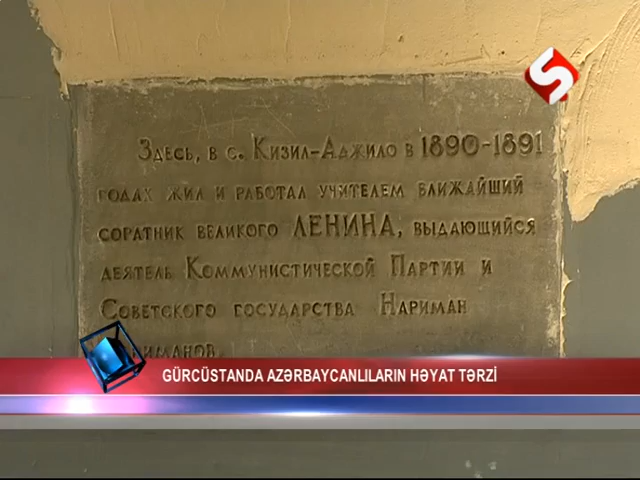 Здесь, в с. Кизил-Аджило в 1890-1891
годах жил и работал учителем ближайший
соратник великого ЛЕНИНА, выдающийся
деятель Коммунистической Партии и
Советского государства Нариман
GÜRCÜSTANDA AZƏRBAYCANLILARIN HƏYAT TƏRZİ